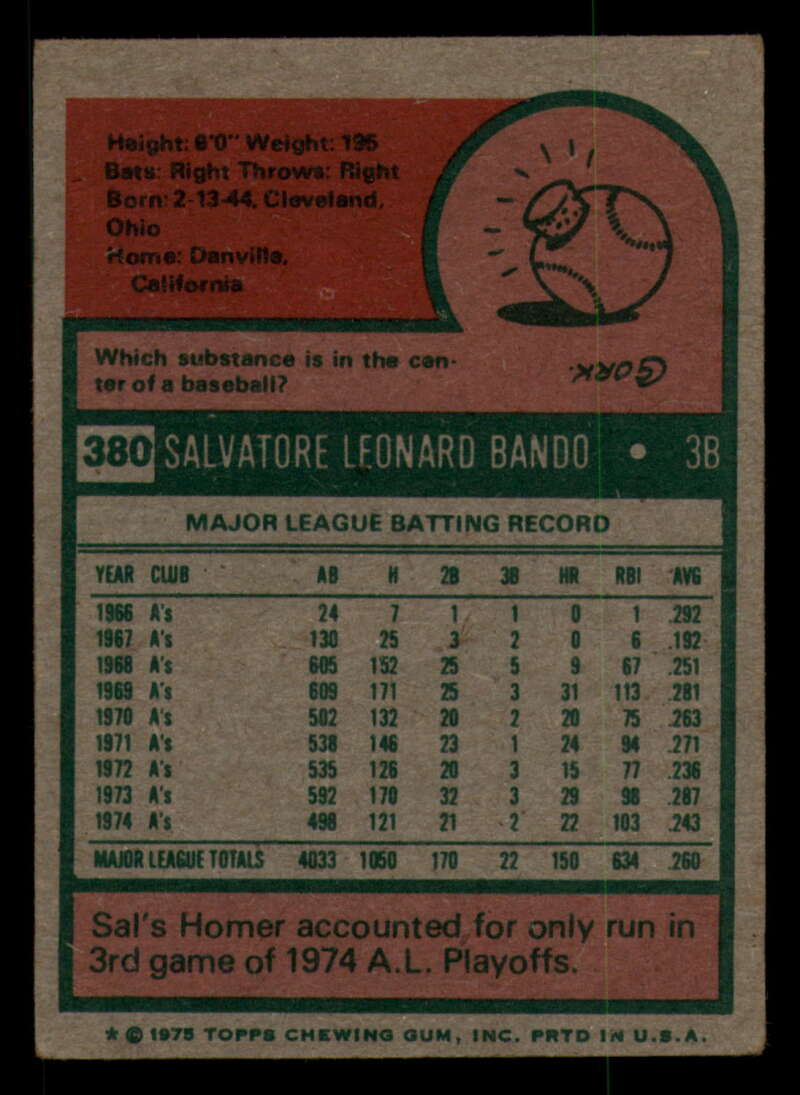 Height: 6'0" Weight: 195
Bats: Right Throws: Right
Born: 2-13-44, Cleveland,
Ohio
Home: Danville,
California
Which substance is in the cen-
ter of a baseball?
CORK.
380 SALVATORE LEONARD BANDO • 3B
MAJOR LEAGUE BATTING RECORD
YEAR CLUB AB H 2B 3B HR RBI AVG
1966 A's 24 7 1 1 0 1 .292
1967 A's 130 25 3 2 0 6 .192
1968 A's 605 152 25 5 9 67 .251
1969 A's 609 171 25 3 31 113 .281
1970 A's 502 132 20 2 20 75 .263
1971 A's 538 146 23 1 24 94 .271
1972 A's 535 126 20 3 15 77 .236
1973 A's 592 170 32 3 29 98 .287
1974 A's 498 121 21 2 22 103 .243
MAJOR LEAGUE TOTALS 4033 1050 170 22 150 634 .260
Sal's Homer accounted for only run in
3rd game of 1974 A.L. Playoffs.
* © 1975 TOPPS CHEWING GUM, INC. PRTD IN U.S.A.